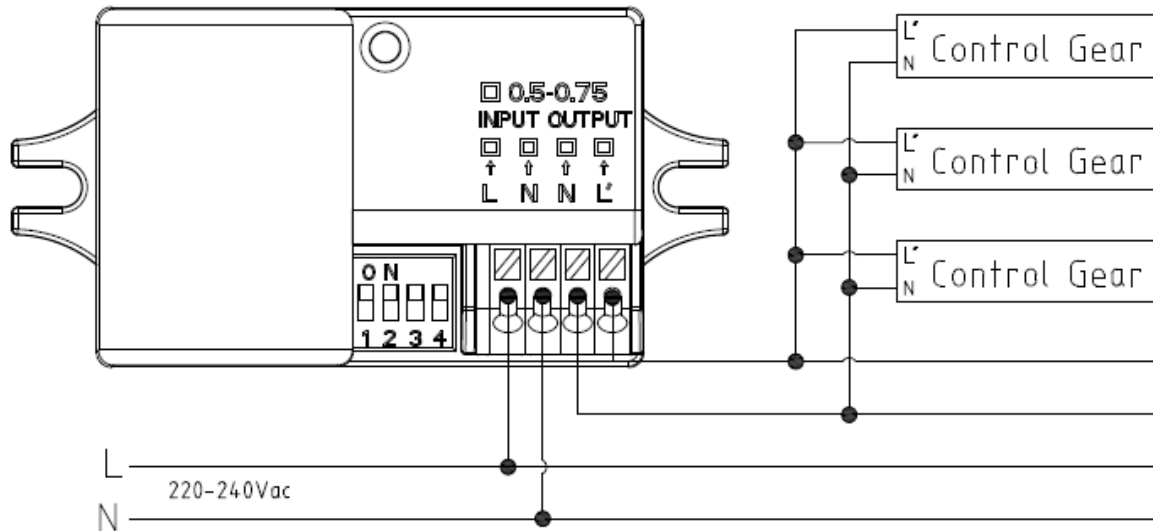 0.5-0.75
INPUT OUTPUT
L N N L'
ON
1 2 3 4
L' Control Gear
N
L' Control Gear
N
L' Control Gear
N
L
220-240Vac
N